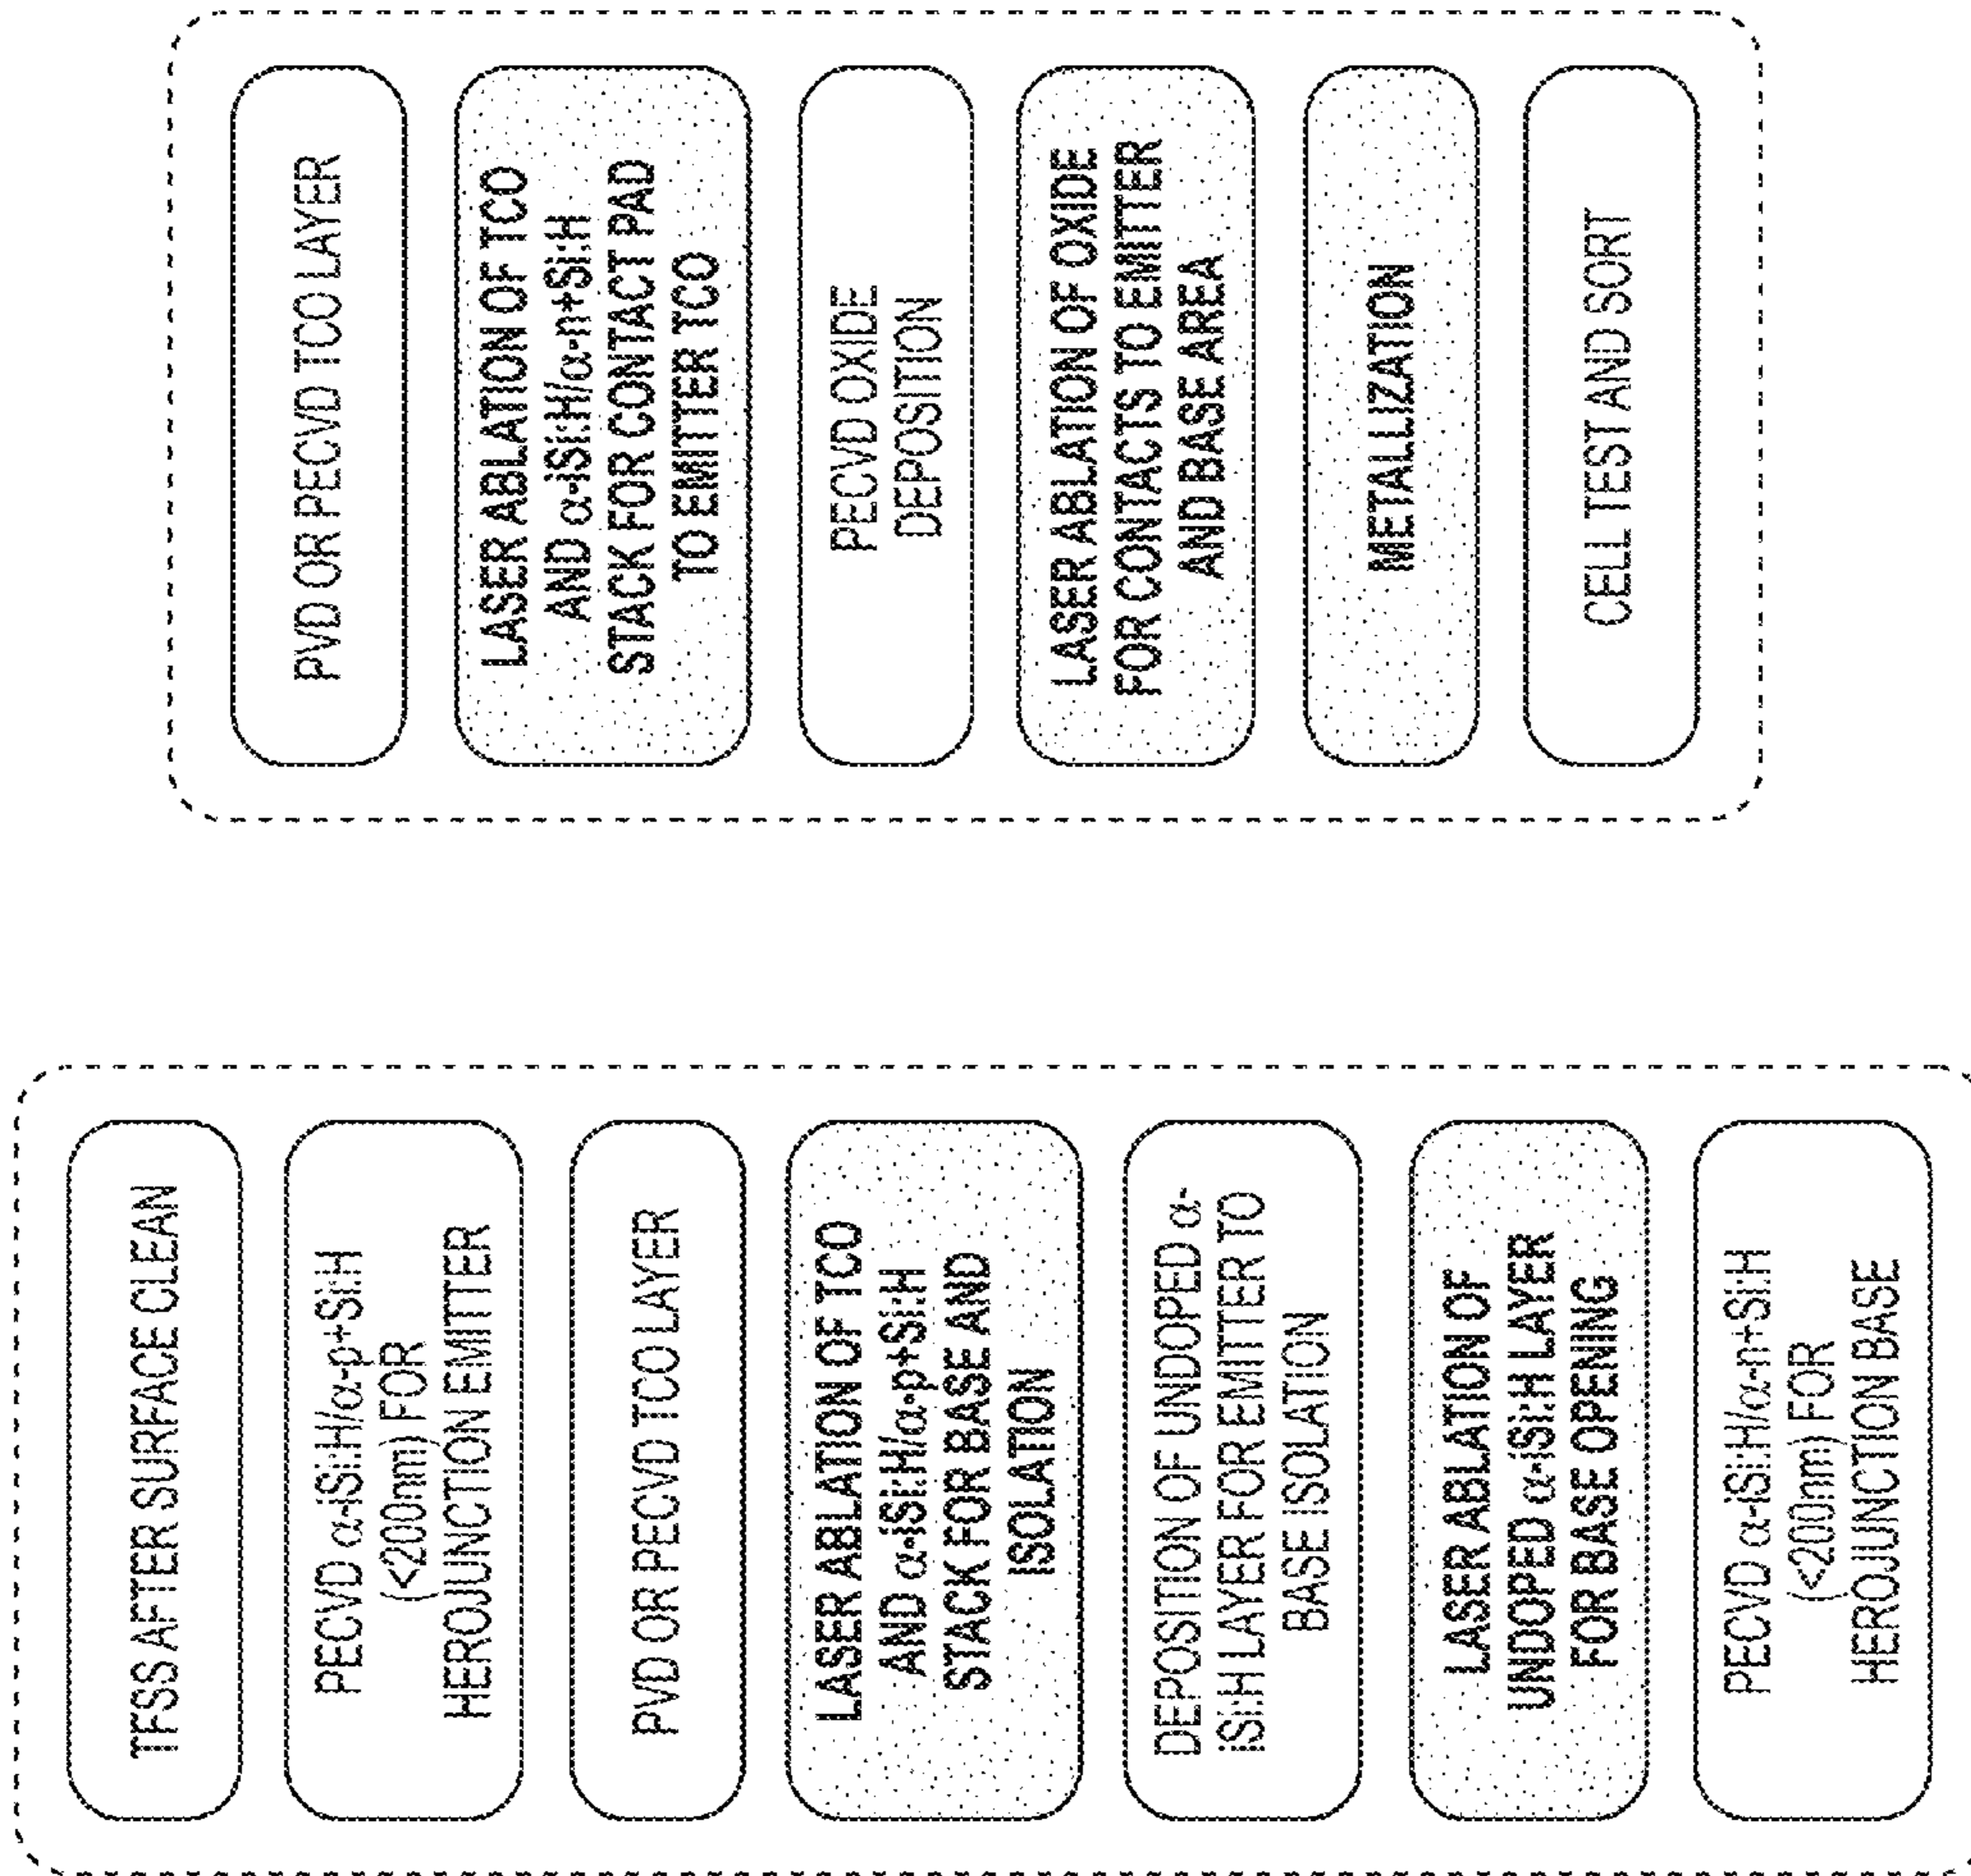 TFSS AFTER SURFACE CLEAN
PECVD α-iSi:H/α-p+Si:H
(<200nm) FOR
HEROJUNCTION EMITTER
PVD OR PECVD TCO LAYER
LASER ABLATION OF TCO
AND α-iSi:H/α-p+Si:H
STACK FOR BASE AND
ISOLATION
DEPOSITION OF UNDOPED α-
iSi:H LAYER FOR EMITTER TO
BASE ISOLATION
LASER ABLATION OF
UNDOPED α-iSi:H LAYER
FOR BASE OPENING
PECVD α-iSi:H/α-n+Si:H
(<200nm) FOR
HEROJUNCTION BASE
PVD OR PECVD TCO LAYER
LASER ABLATION OF TCO
AND α-iSi:H/α-n+Si:H
STACK FOR CONTACT PAD
TO EMITTER TCO
PECVD OXIDE
DEPOSITION
LASER ABLATION OF OXIDE
FOR CONTACTS TO EMITTER
AND BASE AREA
METALLIZATION
CELL TEST AND SORT